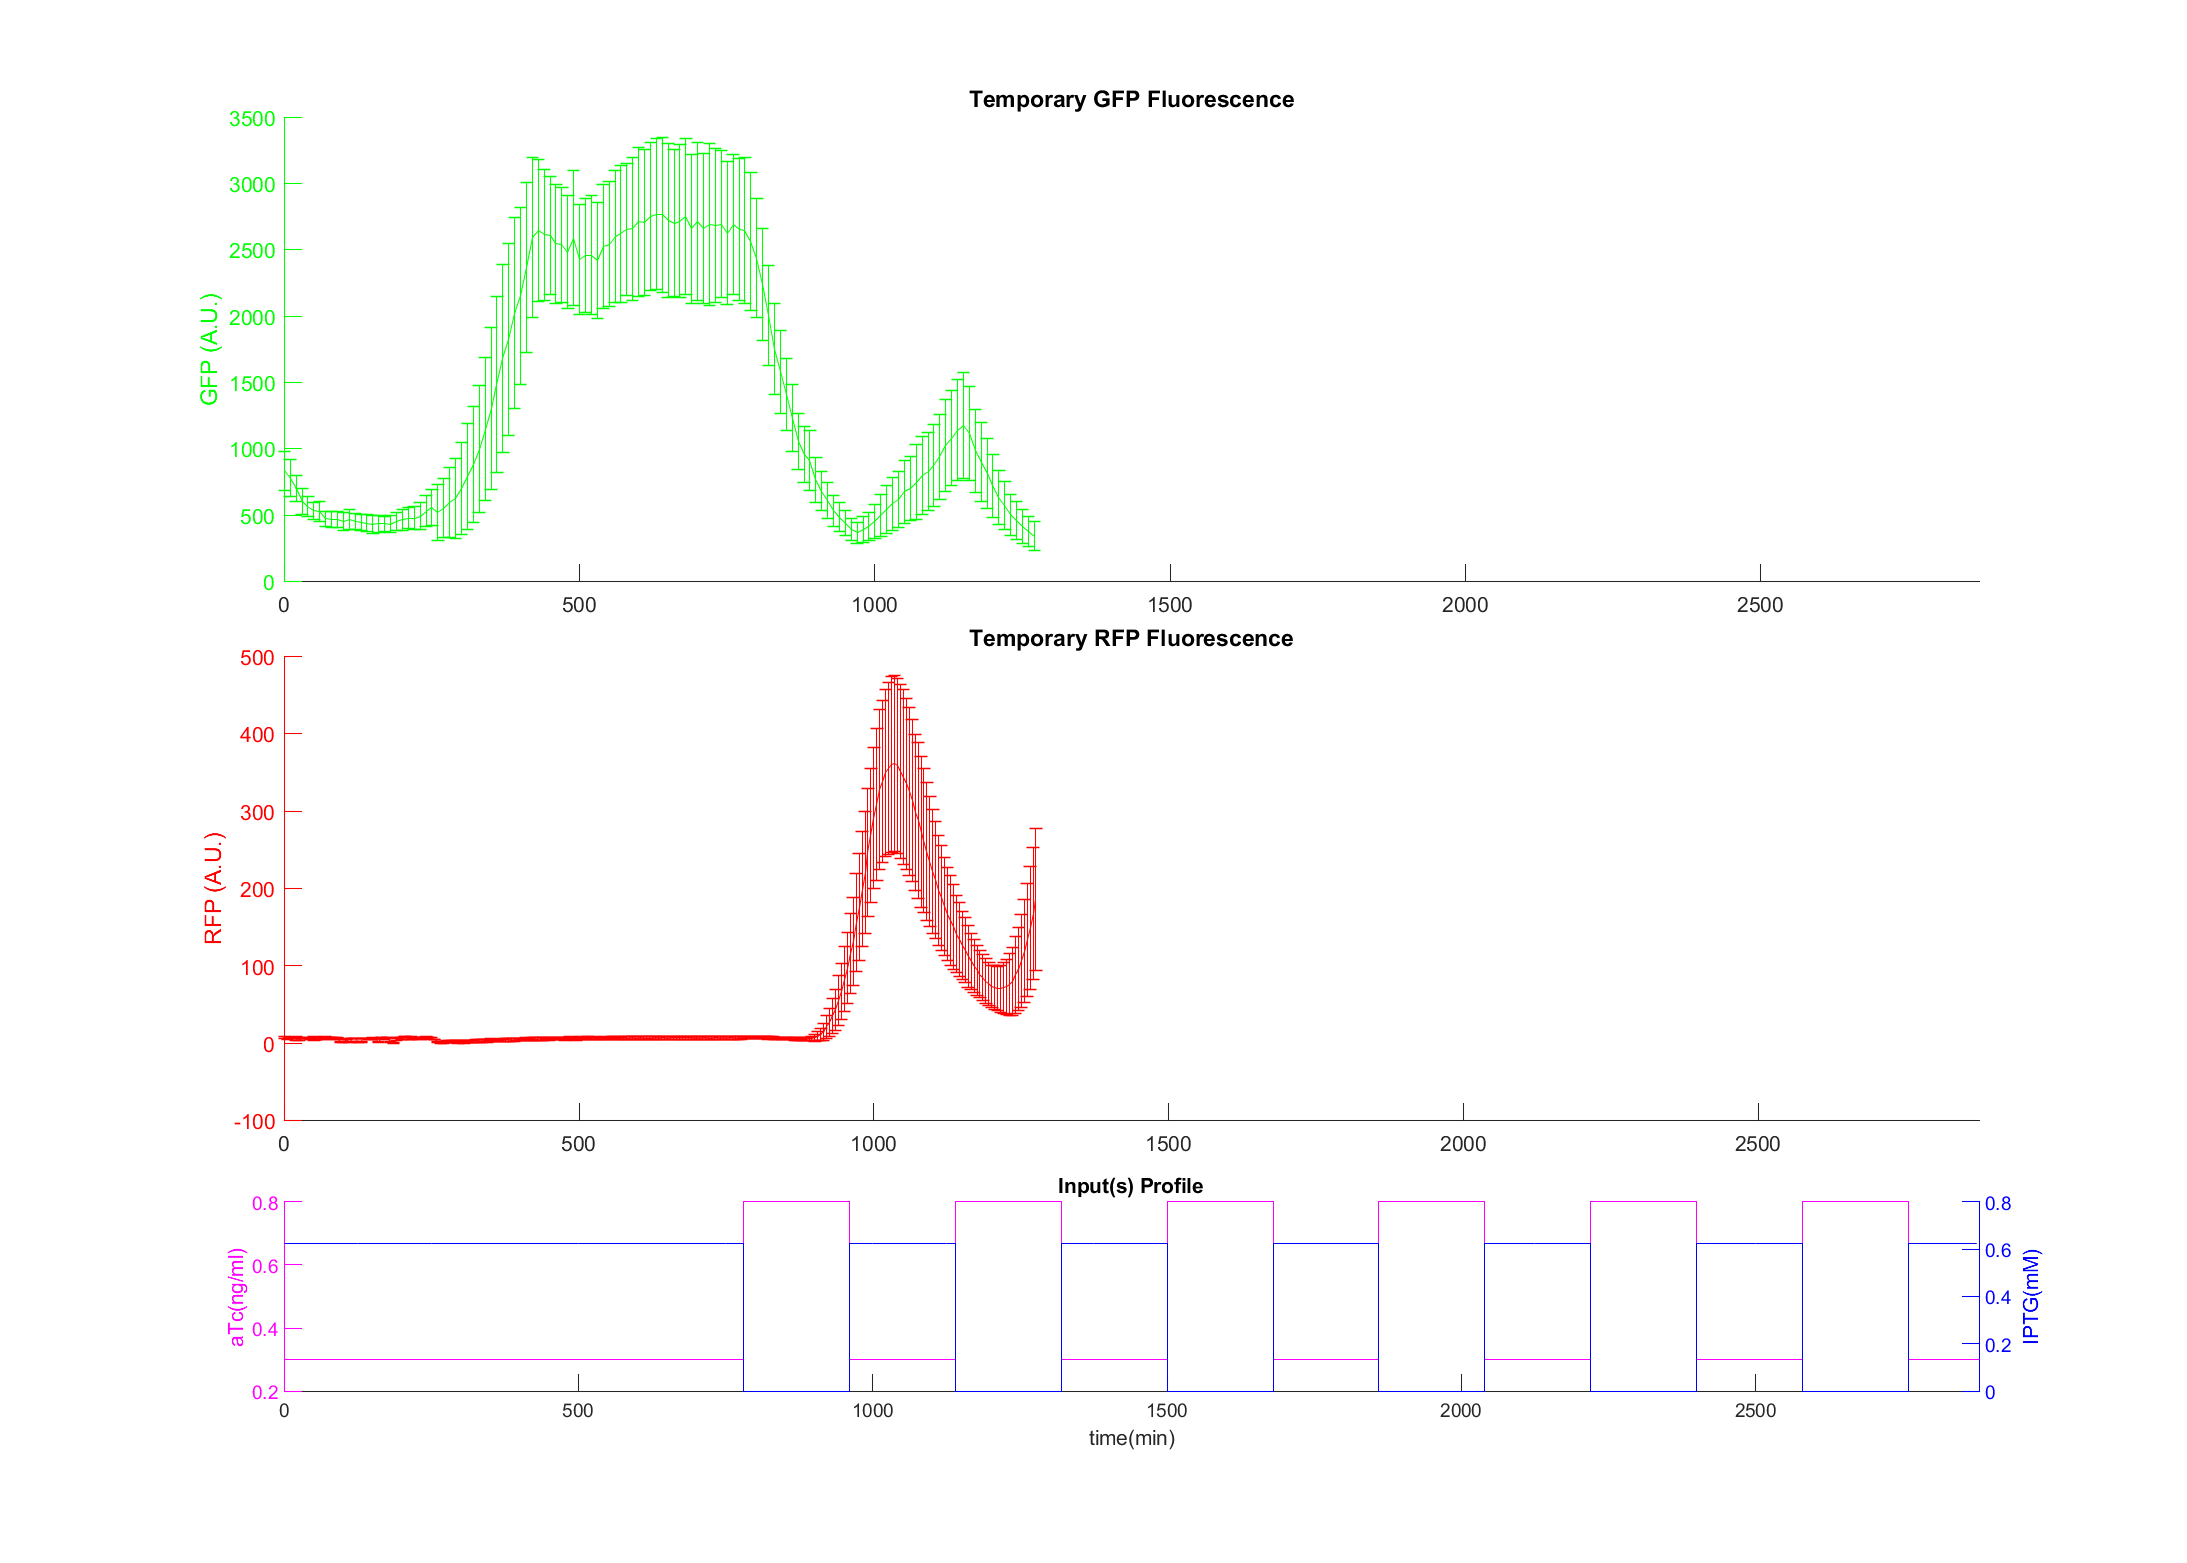 Temporary GFP Fluorescence
3500
3000
2500
2000
1500
1000
500
0
GFP (A.U.)
0 500 1000 1500 2000 2500
Temporary RFP Fluorescence
500
400
300
200
100
0
-100
RFP (A.U.)
0 500 1000 1500 2000 2500
Input(s) Profile
0.8
0.6
0.4
0.2
aTc(ng/ml)
0.8
0.6
0.4
0.2
0
IPTG(mM)
0 500 1000 1500 2000 2500
time(min)